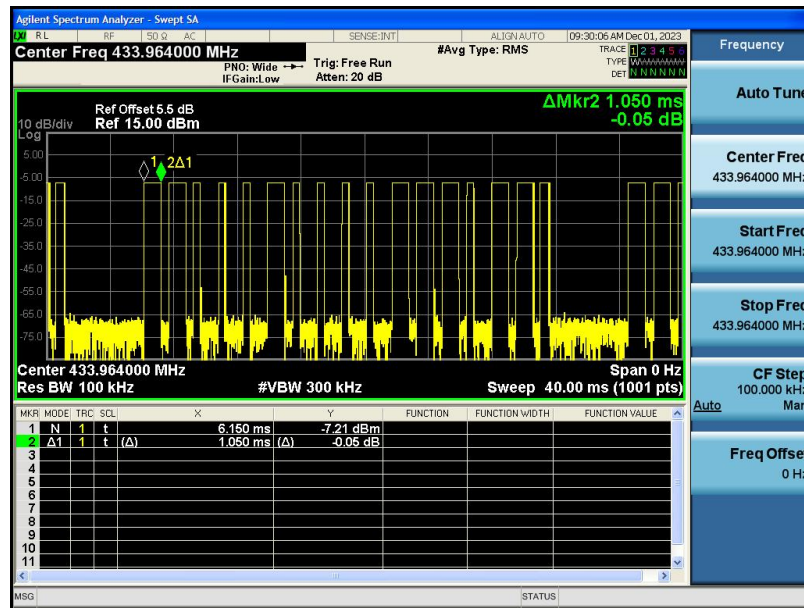 Agilent Spectrum Analyzer - Swept SA
LXI RL RF 50 Ω AC SENSE:INT ALIGN AUTO 09:30:06 AM Dec 01, 2023
Center Freq 433.964000 MHz #Avg Type: RMS TRACE 1 2 3 4 5 6
PNO: Wide Trig: Free Run TYPE WWWWWW
IFGain:Low Atten: 20 dB DET N N N N N N
Ref Offset 5.5 dB ΔMkr2 1.050 ms
10 dB/div Ref 15.00 dBm -0.05 dB
Log
5.00
1 2Δ1
-5.00
-15.0
-25.0
-35.0
-45.0
-55.0
-65.0
-75.0
Center 433.964000 MHz Span 0 Hz
Res BW 100 kHz #VBW 300 kHz Sweep 40.00 ms (1001 pts)
MKR MODE TRC SCL X Y FUNCTION FUNCTION WIDTH FUNCTION VALUE
1 N 1 t 6.150 ms -7.21 dBm
2 Δ1 1 t (Δ) 1.050 ms (Δ) -0.05 dB
3
4
5
6
7
8
9
10
11
MSG STATUS
Frequency
Auto Tune
Center Freq
433.964000 MHz
Start Freq
433.964000 MHz
Stop Freq
433.964000 MHz
CF Step
100.000 kHz
Auto Man
Freq Offset
0 Hz